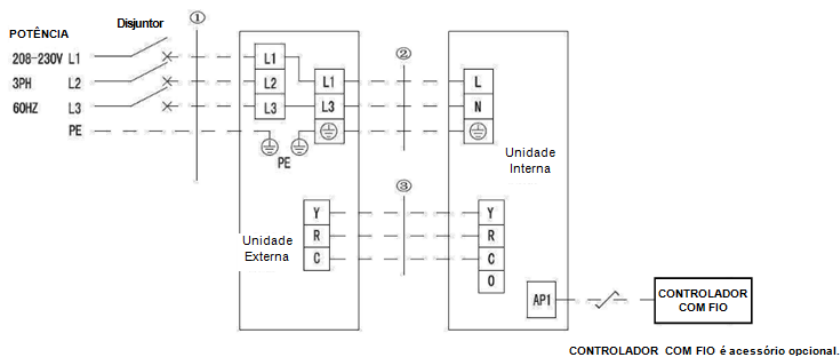 ①
Disjuntor
②
③
POTÊNCIA
208-230V L1
3PH L2
60HZ L3
PE
L1
L2
L3
L1
L3
PE
L
N
Unidade
Interna
Unidade
Externa
Y
R
C
Y
R
C
O
AP1
CONTROLADOR
COM FIO
CONTROLADOR COM FIO é acessório opcional.